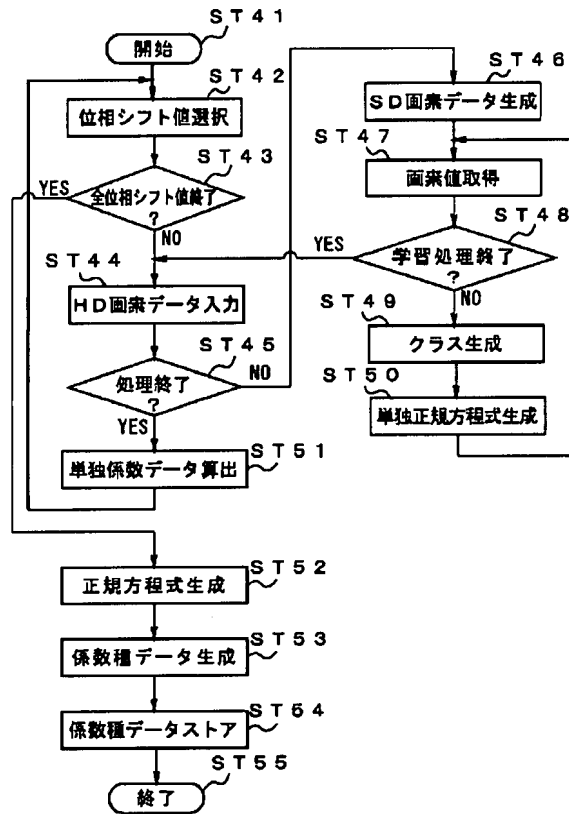 ST41
開始
ST42
位相シフト値選択
ST43
全位相シフト値終了
?
YES
NO
ST44
HD画素データ入力
ST45
処理終了
?
NO
YES
ST51
単独係数データ算出
ST46
SD画素データ生成
ST47
画素値取得
ST48
学習処理終了
?
YES
NO
ST49
クラス生成
ST50
単独正規方程式生成
ST52
正規方程式生成
ST53
係数種データ生成
ST54
係数種データストア
ST55
終了